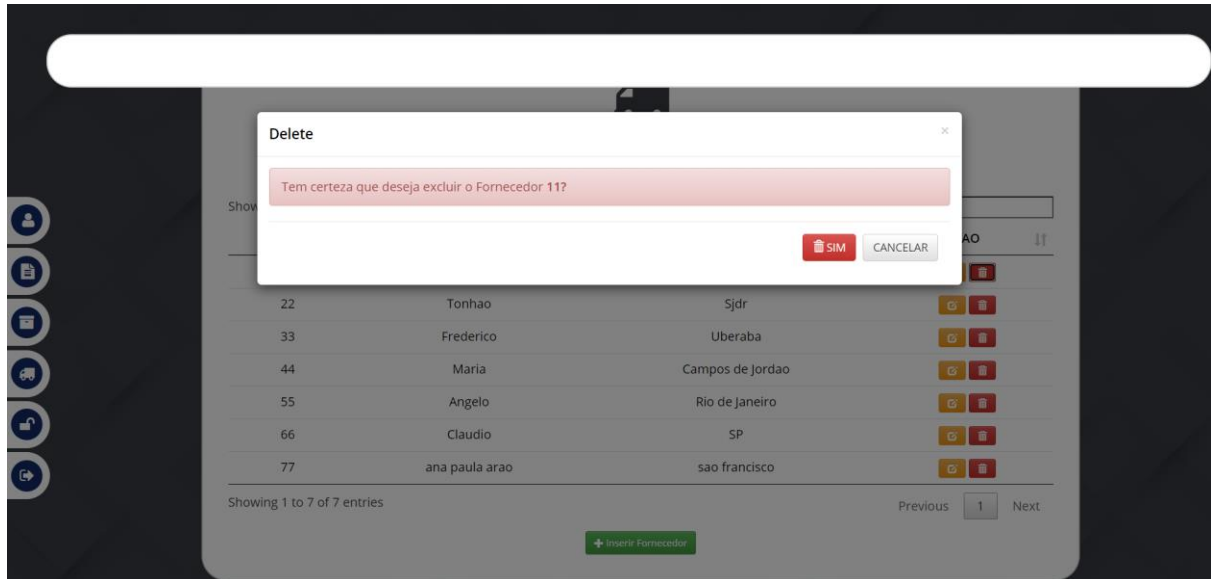 Delete
×
Tem certeza que deseja excluir o Fornecedor 11?
Show
SIM CANCELAR
AO
22 Tonhao Sjdr
33 Frederico Uberaba
44 Maria Campos de Jordao
55 Angelo Rio de Janeiro
66 Claudio SP
77 ana paula arao sao francisco
Showing 1 to 7 of 7 entries
Previous 1 Next
+ Inserir Fornecedor